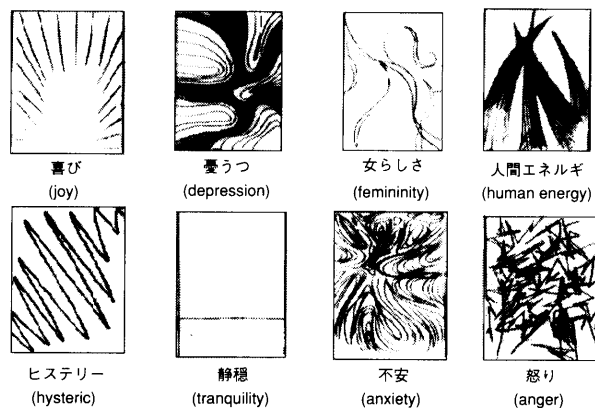 喜び
(joy)
憂うつ
(depression)
女らしさ
(femininity)
人間エネルギ
(human energy)
ヒステリー
(hysteric)
静穏
(tranquility)
不安
(anxiety)
怒り
(anger)